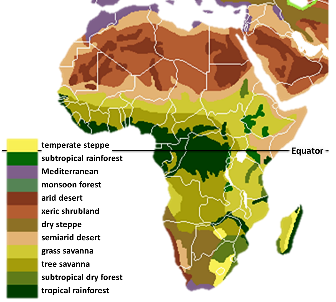 temperate steppe
subtropical rainforest
Mediterranean
monsoon forest
arid desert
xeric shrubland
dry steppe
semiarid desert
grass savanna
tree savanna
subtropical dry forest
tropical rainforest
Equator